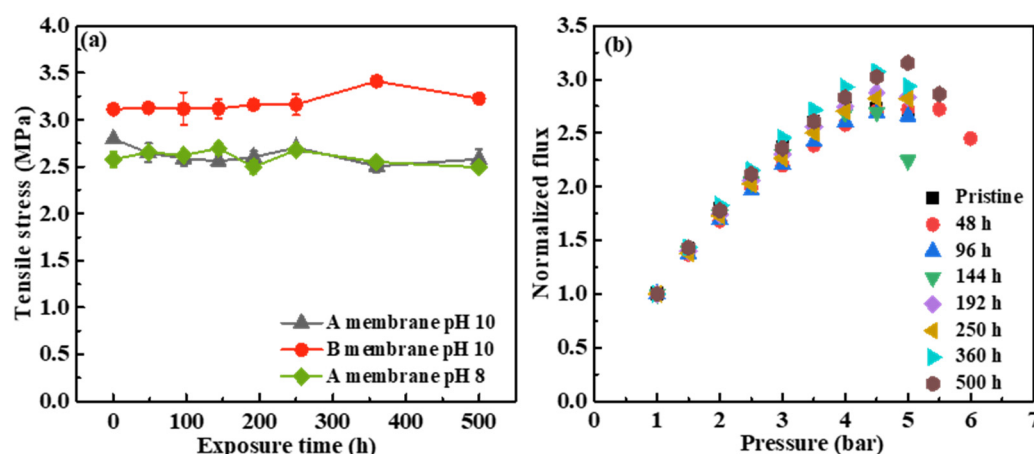 (a)
4.0
3.5
3.0
2.5
2.0
1.5
1.0
0.5
0.0
Tensile stress (MPa)
A membrane pH 10
B membrane pH 10
A membrane pH 8
0 100 200 300 400 500
Exposure time (h)
(b)
3.5
3.0
2.5
2.0
1.5
1.0
0.5
0.0
Normalized flux
Pristine
48 h
96 h
144 h
192 h
250 h
360 h
500 h
0 1 2 3 4 5 6 7
Pressure (bar)